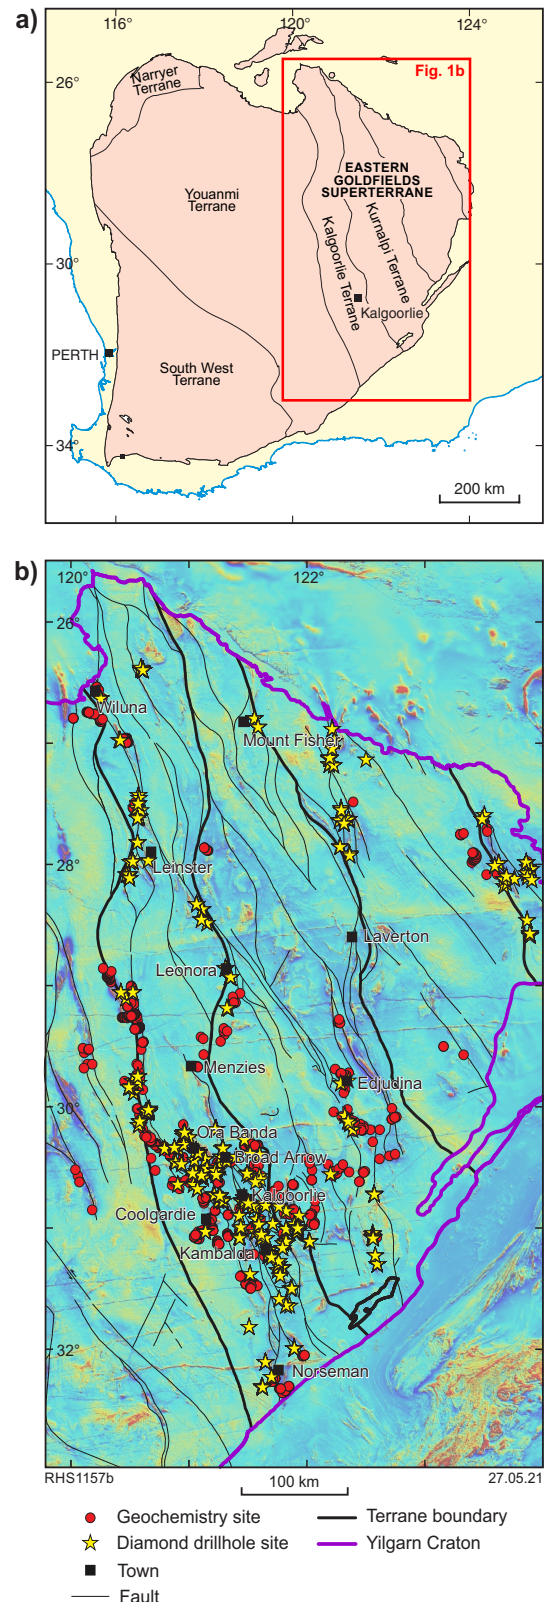 a)
116°
120°
124°
Fig. 1b
Narryer
Terrane
26°
EASTERN
GOLDFIELDS
SUPERTERRANE
Youanmi
Terrane
Kalgoorlie Terrane
Kurnalpi Terrane
30°
Kalgoorlie
PERTH
South West
Terrane
34°
200 km
b)
120°
122°
26°
Wiluna
Mount Fisher
28°
Leinster
Laverton
Leonora
Menzies
Edjudina
30°
Ora Banda
Broad Arrow
Kalgoorlie
Coolgardie
Kambalda
32°
Norseman
RHS1157b
100 km
27.05.21
Geochemistry site
Terrane boundary
Diamond drillhole site
Yilgarn Craton
Town
Fault